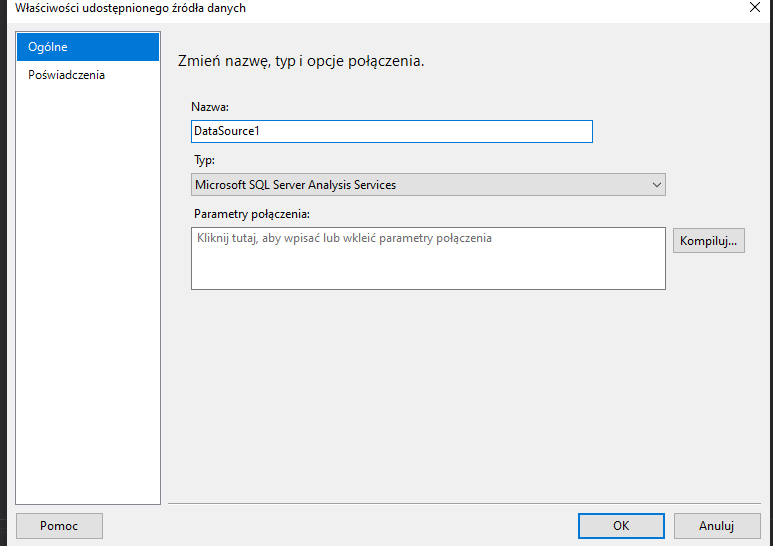 Właściwości udostępnionego źródła danych
Ogólne
Poświadczenia
Zmień nazwę, typ i opcje połączenia.
Nazwa:
DataSource1
Typ:
Microsoft SQL Server Analysis Services
Parametry połączenia:
Kliknij tutaj, aby wpisać lub wkleić parametry połączenia
Kompiluj...
Pomoc
OK
Anuluj